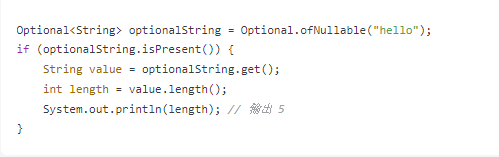 Optional<String> optionalString = Optional.ofNullable("hello");
if (optionalString.isPresent()) {
    String value = optionalString.get();
    int length = value.length();
    System.out.println(length); // 输出 5
}